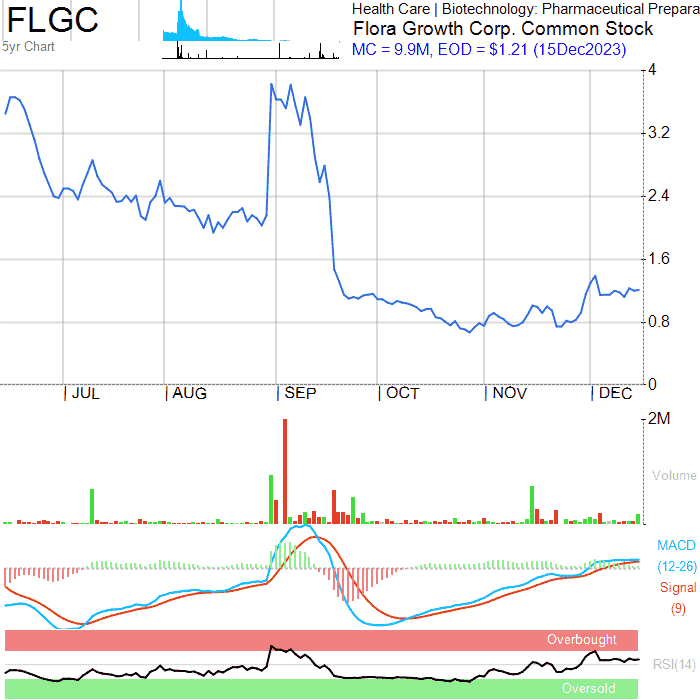 FLGC
5yr Chart
Health Care | Biotechnology: Pharmaceutical Prepara
Flora Growth Corp. Common Stock
MC = 9.9M, EOD = $1.21 (15Dec2023)
4
3.2
2.4
1.6
0.8
0
JUL AUG SEP OCT NOV DEC
2M
Volume
MACD
(12-26)
Signal
(9)
Overbought
RSI(14)
Oversold